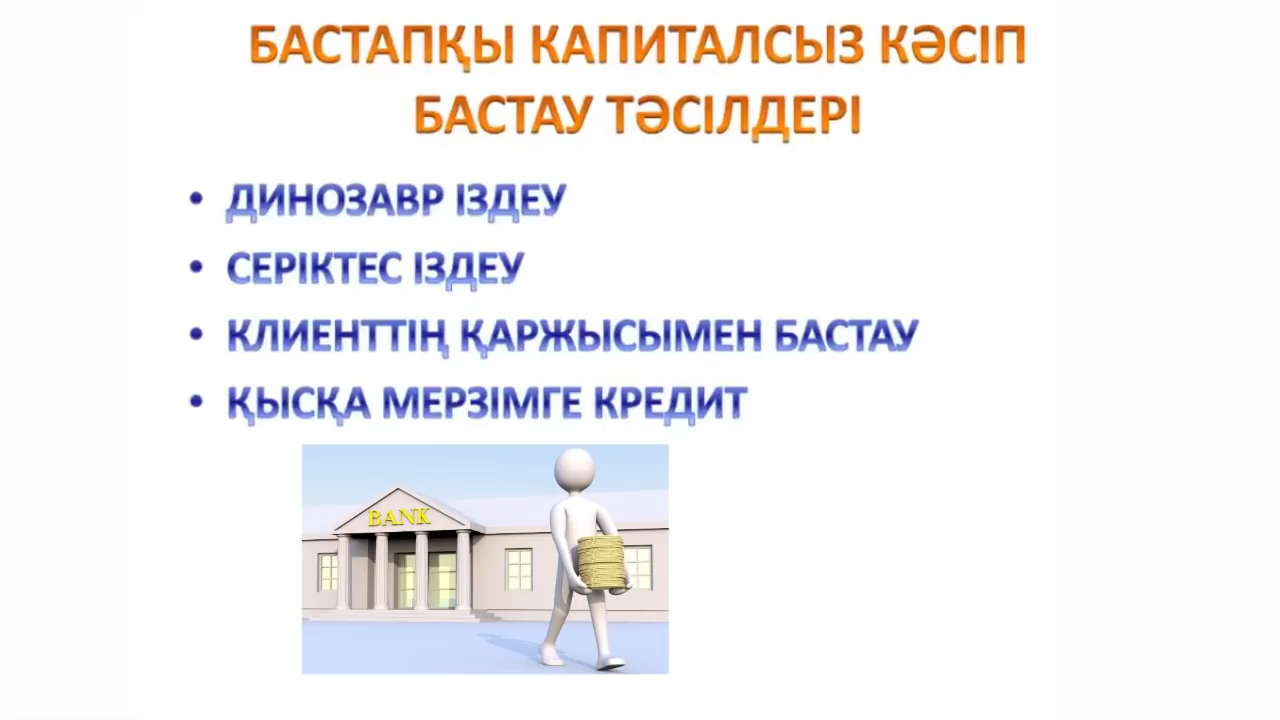 БАСТАПҚЫ КАПИТАЛСЫЗ КӘСІП
БАСТАУ ТӘСІЛДЕРІ
• ДИНОЗАВР ІЗДЕУ
• СЕРІКТЕС ІЗДЕУ
• КЛИЕНТТІҢ ҚАРЖЫСЫМЕН БАСТАУ
• ҚЫСҚА МЕРЗІМГЕ КРЕДИТ
BANK